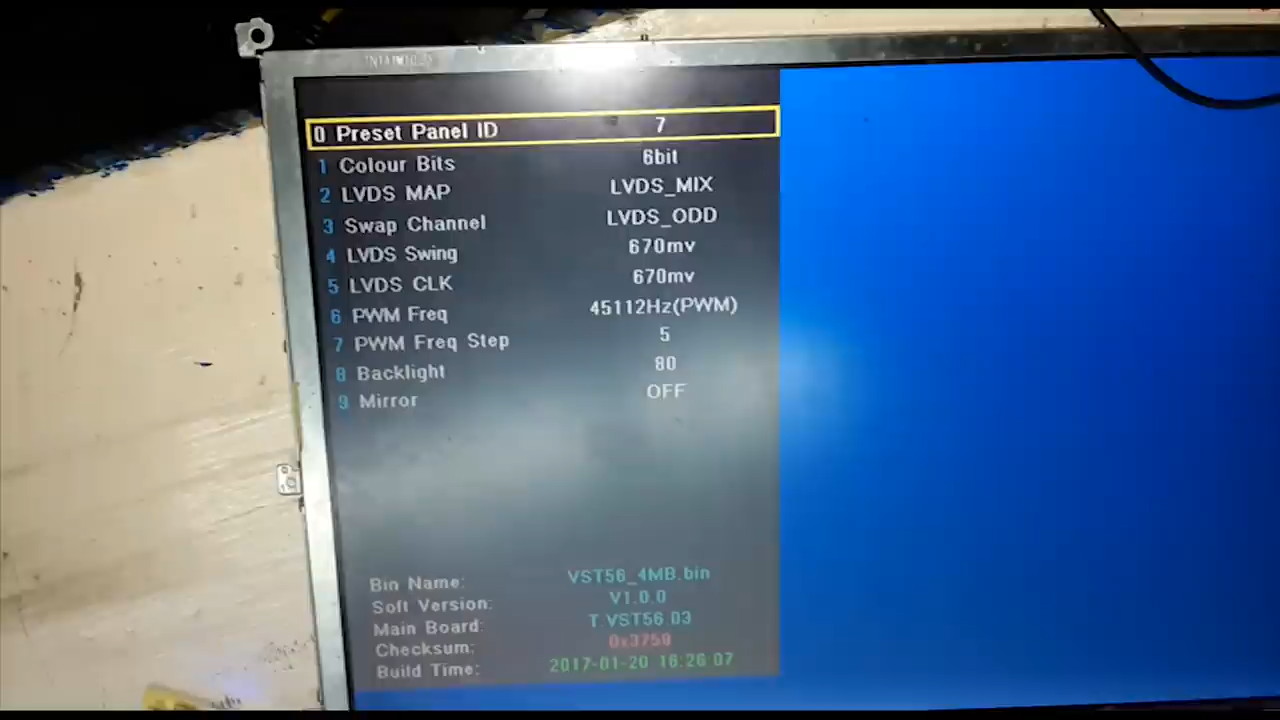 0 Preset Panel ID 7
1 Colour Bits 6bit
2 LVDS MAP LVDS_MIX
3 Swap Channel LVDS_ODD
4 LVDS Swing 670mv
5 LVDS CLK 670mv
6 PWM Freq 45112Hz(PWM)
7 PWM Freq Step 5
8 Backlight 80
9 Mirror OFF
Bin Name: VST56_4MB.bin
Soft Version: V1.0.0
Main Board: T.VST56.03
Checksum: 0x3759
Build Time: 2017-01-20 16:26:07